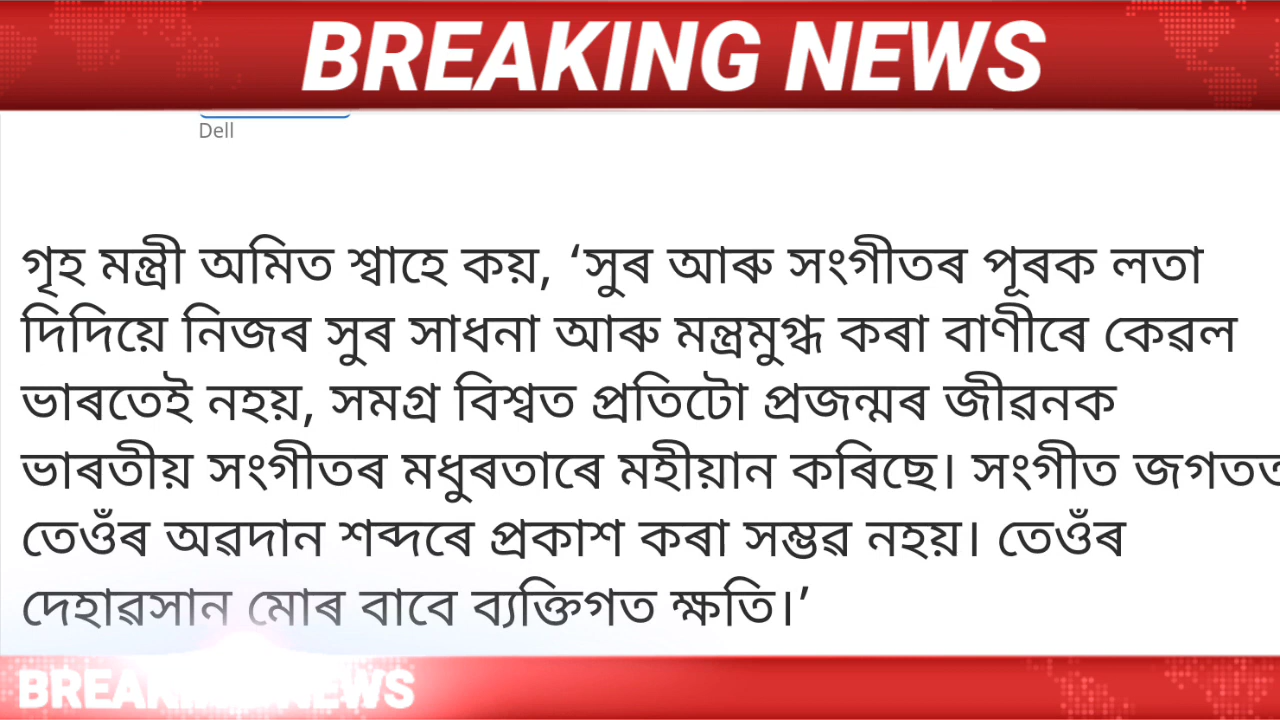 BREAKING NEWS
Dell
গৃহ মন্ত্ৰী অমিত শ্বাহে কয়, ‘সুৰ আৰু সংগীতৰ পূৰক লতা
দিদিয়ে নিজৰ সুৰ সাধনা আৰু মন্ত্ৰমুগ্ধ কৰা বাণীৰে কেৱল
ভাৰতেই নহয়, সমগ্ৰ বিশ্বত প্ৰতিটো প্ৰজন্মৰ জীৱনক
ভাৰতীয় সংগীতৰ মধুৰতাৰে মহীয়ান কৰিছে। সংগীত জগতত
তেওঁৰ অৱদান শব্দৰে প্ৰকাশ কৰা সম্ভৱ নহয়। তেওঁৰ
দেহাৱসান মোৰ বাবে ব্যক্তিগত ক্ষতি।’
BREAKING NEWS